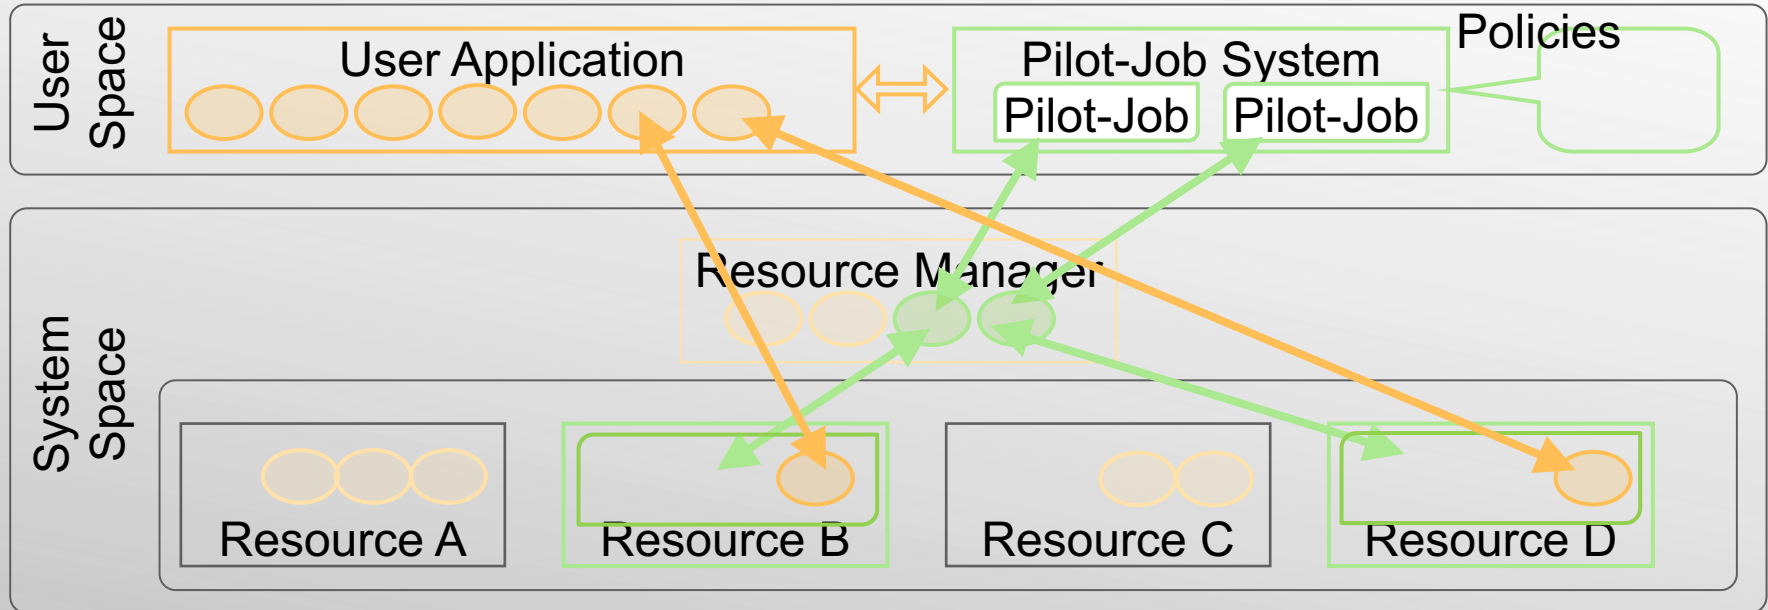 User
Space
User Application
Pilot-Job System
Policies
Pilot-Job
Pilot-Job
System
Space
Resource Manager
Resource A
Resource B
Resource C
Resource D